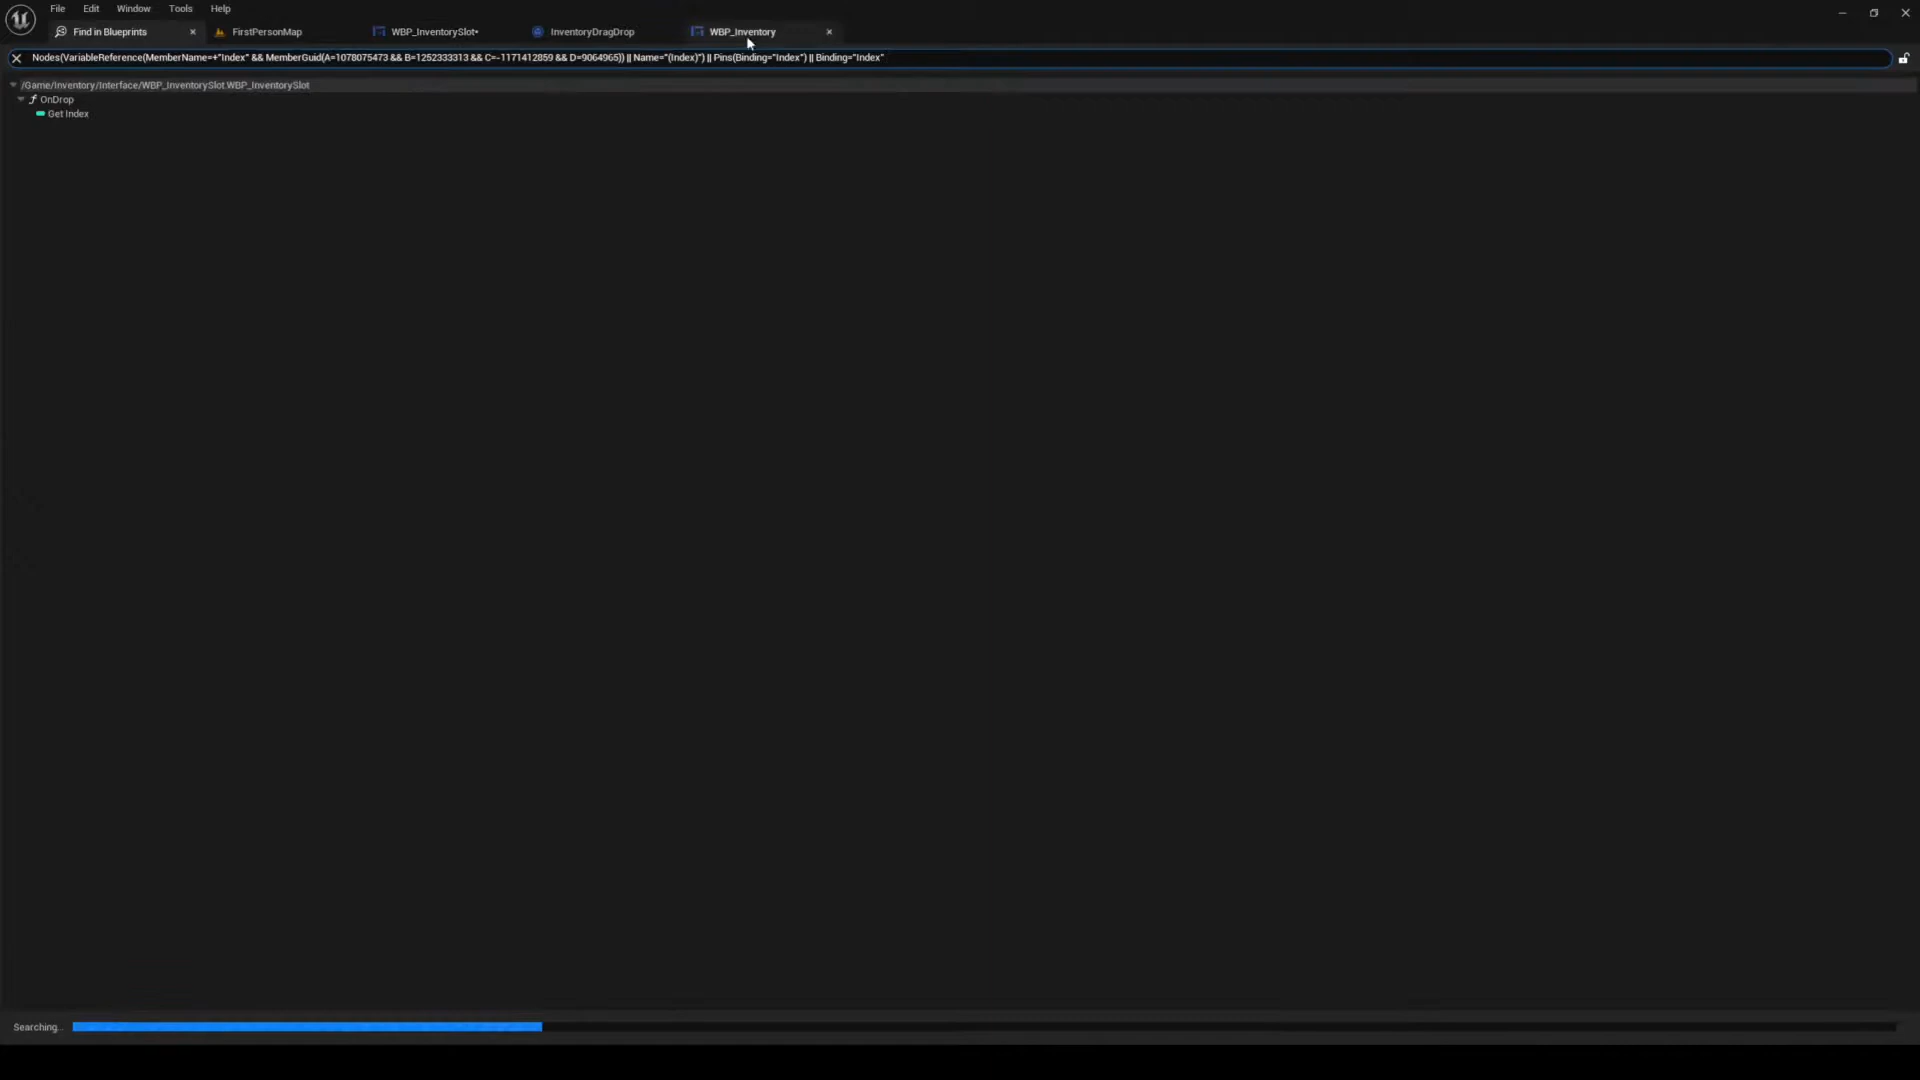 File Edit Window Tools Help
Find in Blueprints FirstPersonMap WBP_InventorySlot• InventoryDragDrop WBP_Inventory
Nodes(VariableReference(MemberName=+"Index" && MemberGuid(A=1078075473 && B=1252333313 && C=-1171412859 && D=9064965)) || Name="(Index)") || Pins(Binding="Index") || Binding="Index"
/Game/Inventory/Interface/WBP_InventorySlot.WBP_InventorySlot
OnDrop
Get Index
Searching...